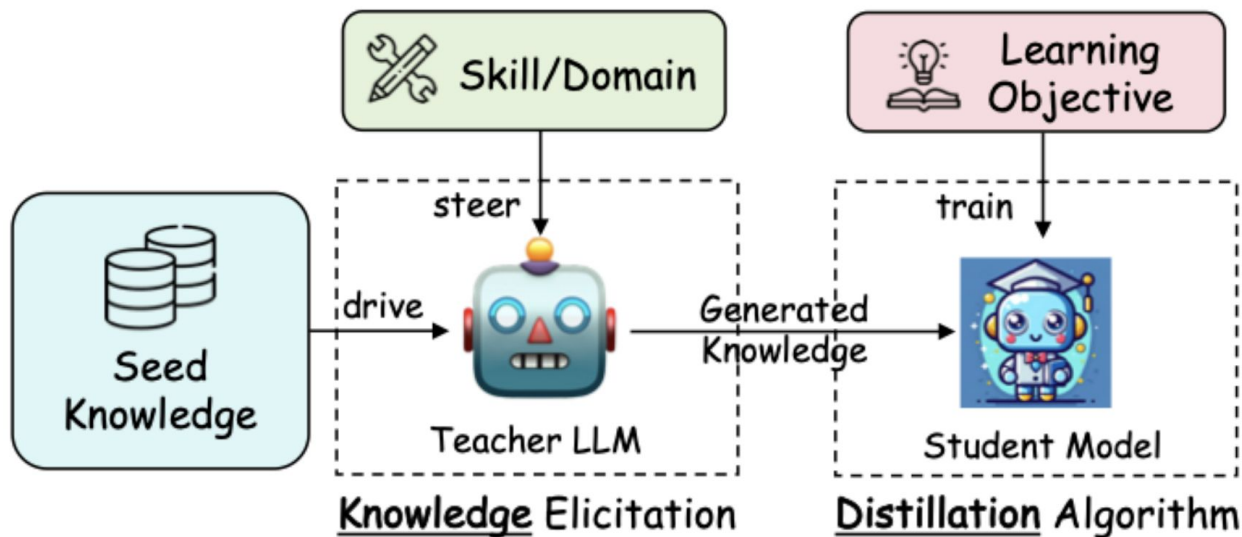 Skill/Domain
Learning
Objective
steer
train
drive
Generated
Knowledge
Seed
Knowledge
Teacher LLM
Student Model
Knowledge Elicitation
Distillation Algorithm